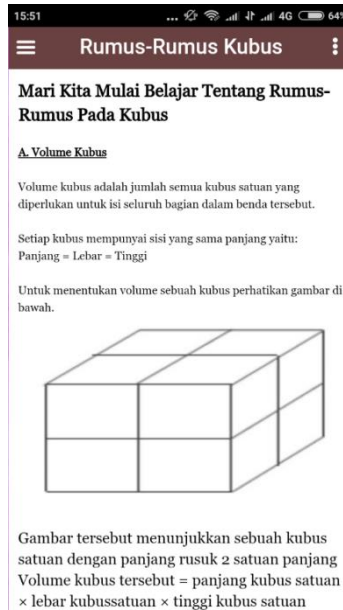 15:51 ... 4G 64%
Rumus-Rumus Kubus
Mari Kita Mulai Belajar Tentang Rumus-
Rumus Pada Kubus
A. Volume Kubus
Volume kubus adalah jumlah semua kubus satuan yang
diperlukan untuk isi seluruh bagian dalam benda tersebut.
Setiap kubus mempunyai sisi yang sama panjang yaitu:
Panjang = Lebar = Tinggi
Untuk menentukan volume sebuah kubus perhatikan gambar di
bawah.
Gambar tersebut menunjukkan sebuah kubus
satuan dengan panjang rusuk 2 satuan panjang
Volume kubus tersebut = panjang kubus satuan
× lebar kubussatuan × tinggi kubus satuan